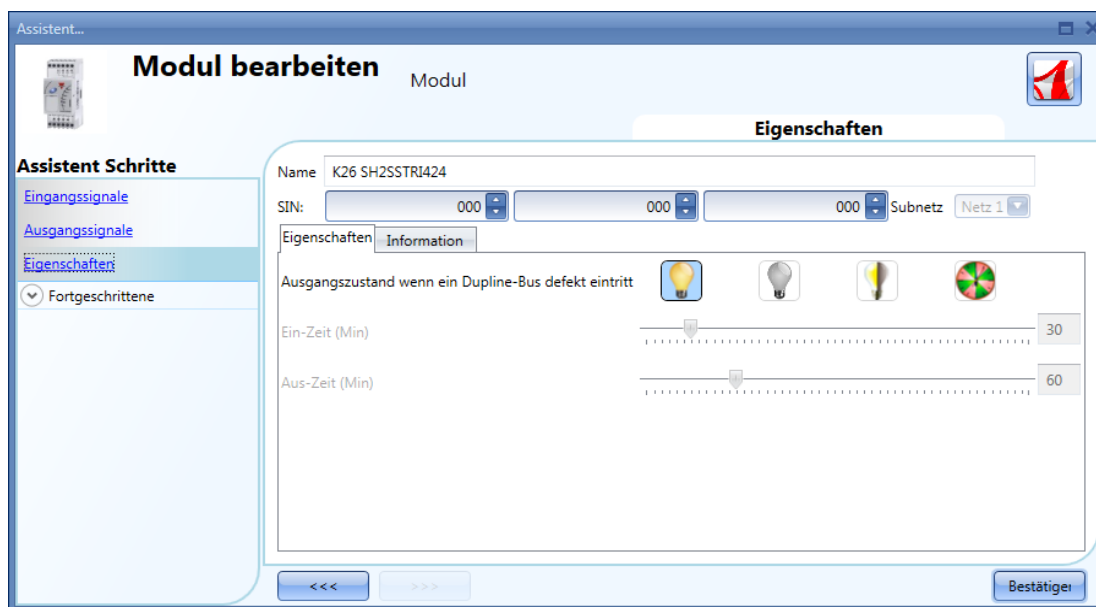 Assistent...
Modul bearbeiten
Modul
Eigenschaften
Assistent Schritte
Eingangssignale
Ausgangssignale
Eigenschaften
Fortgeschrittene
Name K26 SH2SSTRI424
SIN: 000 000 000 Subnetz Netz 1
Eigenschaften Information
Ausgangszustand wenn ein Dupline-Bus defekt eintritt
Ein-Zeit (Min) 30
Aus-Zeit (Min) 60
<<< >>> Bestätiger